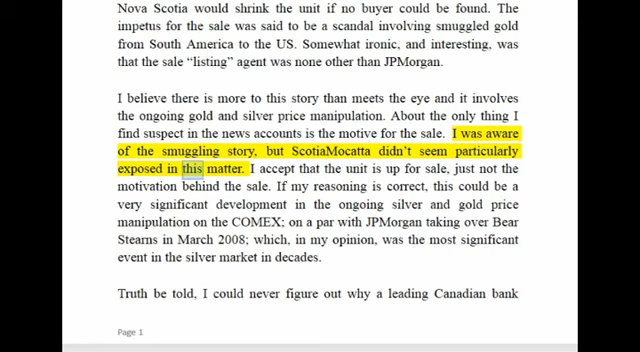 Nova Scotia would shrink the unit if no buyer could be found. The
impetus for the sale was said to be a scandal involving smuggled gold
from South America to the US. Somewhat ironic, and interesting, was
that the sale “listing” agent was none other than JPMorgan.
I believe there is more to this story than meets the eye and it involves
the ongoing gold and silver price manipulation. About the only thing I
find suspect in the news accounts is the motive for the sale. I was aware
of the smuggling story, but ScotiaMocatta didn’t seem particularly
exposed in this matter. I accept that the unit is up for sale, just not the
motivation behind the sale. If my reasoning is correct, this could be a
very significant development in the ongoing silver and gold price
manipulation on the COMEX; on a par with JPMorgan taking over Bear
Stearns in March 2008; which, in my opinion, was the most significant
event in the silver market in decades.
Truth be told, I could never figure out why a leading Canadian bank
Page 1